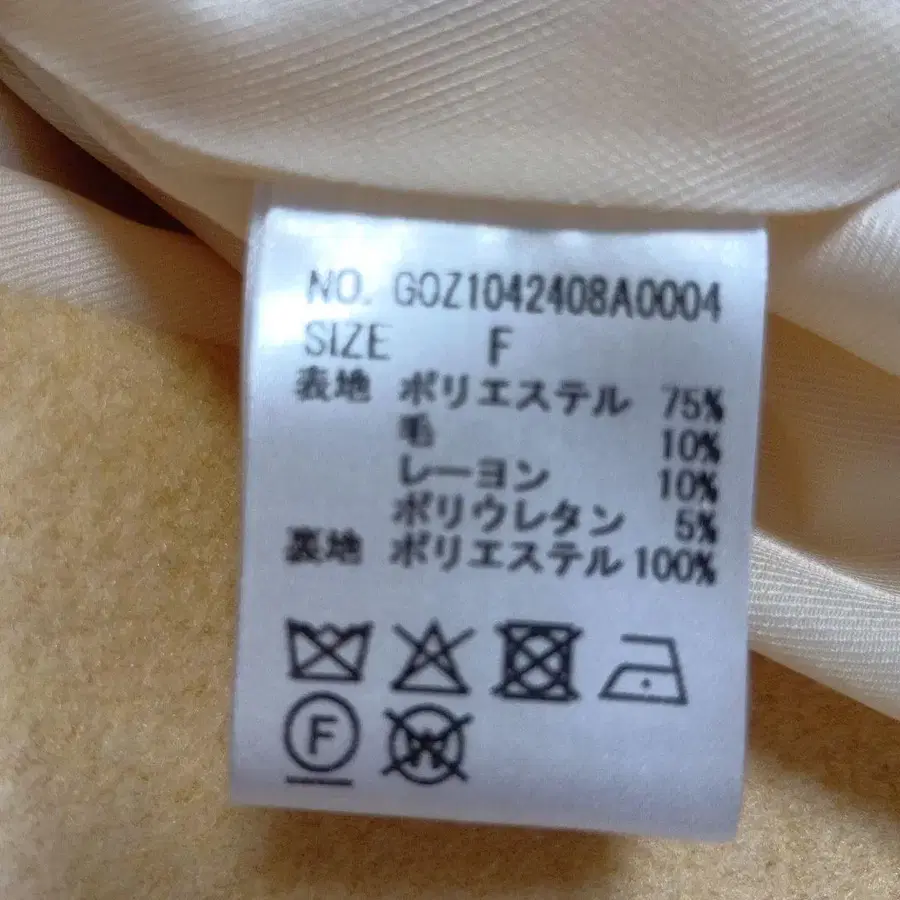 NO. GOZ1042408A0004
SIZE F
表地 ポリエステル 75%
毛 10%
レーヨン 10%
ポリウレタン 5%
裏地 ポリエステル 100%
F
W